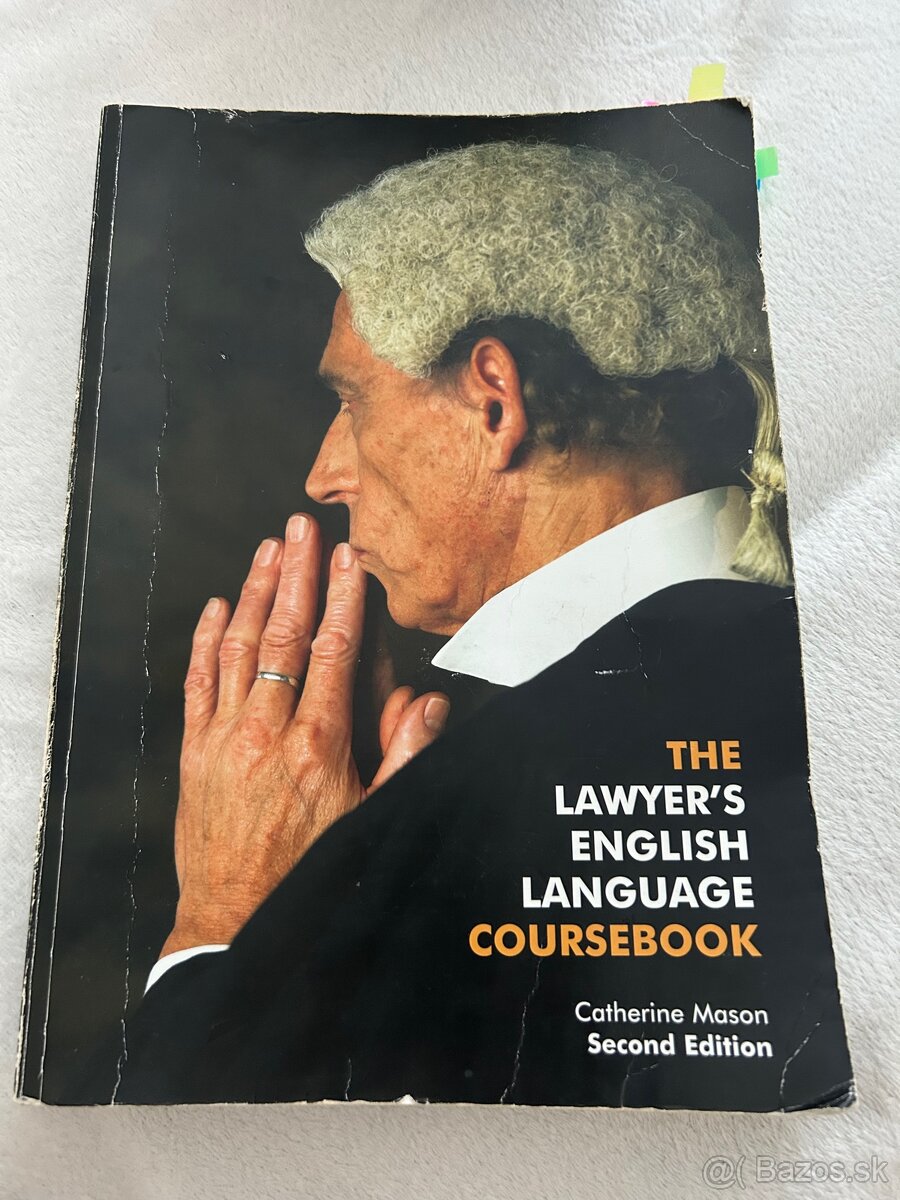 THE
LAWYER'S
ENGLISH
LANGUAGE
COURSEBOOK
Catherine Mason
Second Edition
@( Bazos.sk